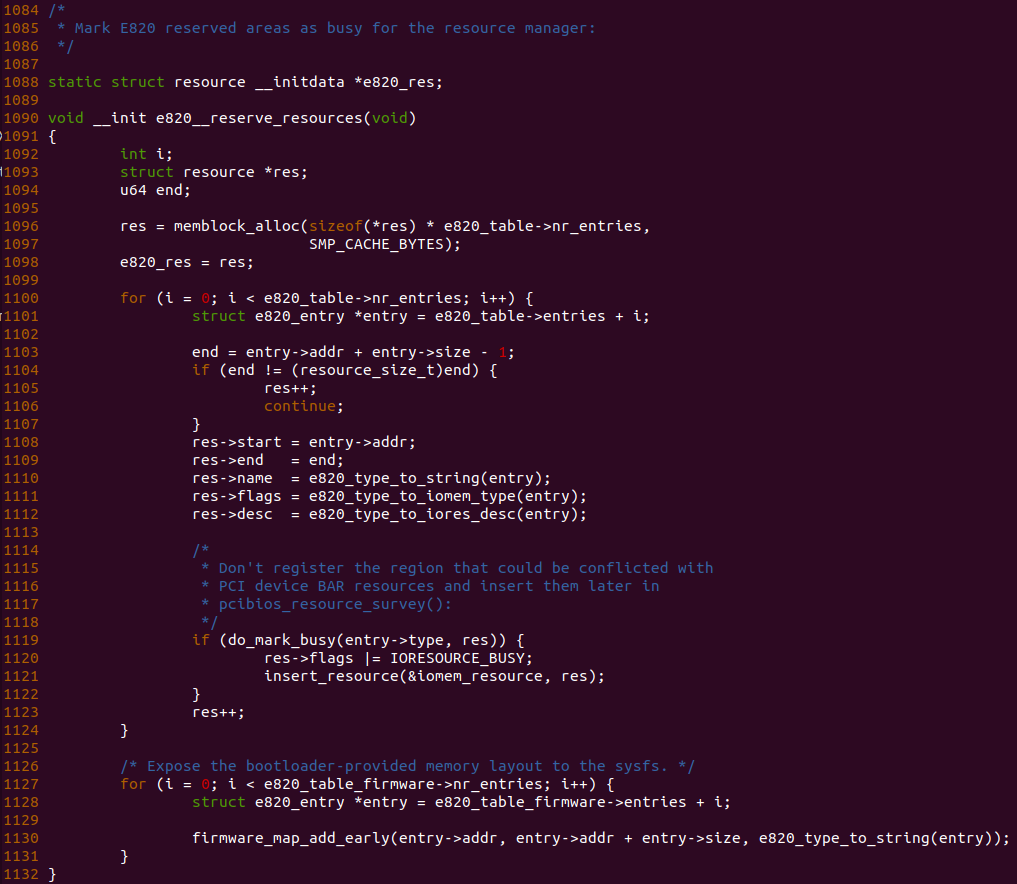 1084 /*
1085  * Mark E820 reserved areas as busy for the resource manager:
1086  */
1087
1088 static struct resource __initdata *e820_res;
1089
1090 void __init e820__reserve_resources(void)
1091 {
1092         int i;
1093         struct resource *res;
1094         u64 end;
1095
1096         res = memblock_alloc(sizeof(*res) * e820_table->nr_entries,
1097                              SMP_CACHE_BYTES);
1098         e820_res = res;
1099
1100         for (i = 0; i < e820_table->nr_entries; i++) {
1101                 struct e820_entry *entry = e820_table->entries + i;
1102
1103                 end = entry->addr + entry->size - 1;
1104                 if (end != (resource_size_t)end) {
1105                         res++;
1106                         continue;
1107                 }
1108                 res->start = entry->addr;
1109                 res->end   = end;
1110                 res->name  = e820_type_to_string(entry);
1111                 res->flags = e820_type_to_iomem_type(entry);
1112                 res->desc  = e820_type_to_iores_desc(entry);
1113
1114                 /*
1115                  * Don't register the region that could be conflicted with
1116                  * PCI device BAR resources and insert them later in
1117                  * pcibios_resource_survey():
1118                  */
1119                 if (do_mark_busy(entry->type, res)) {
1120                         res->flags |= IORESOURCE_BUSY;
1121                         insert_resource(&iomem_resource, res);
1122                 }
1123                 res++;
1124         }
1125
1126         /* Expose the bootloader-provided memory layout to the sysfs. */
1127         for (i = 0; i < e820_table_firmware->nr_entries; i++) {
1128                 struct e820_entry *entry = e820_table_firmware->entries + i;
1129
1130                 firmware_map_add_early(entry->addr, entry->addr + entry->size, e820_type_to_string(entry));
1131         }
1132 }